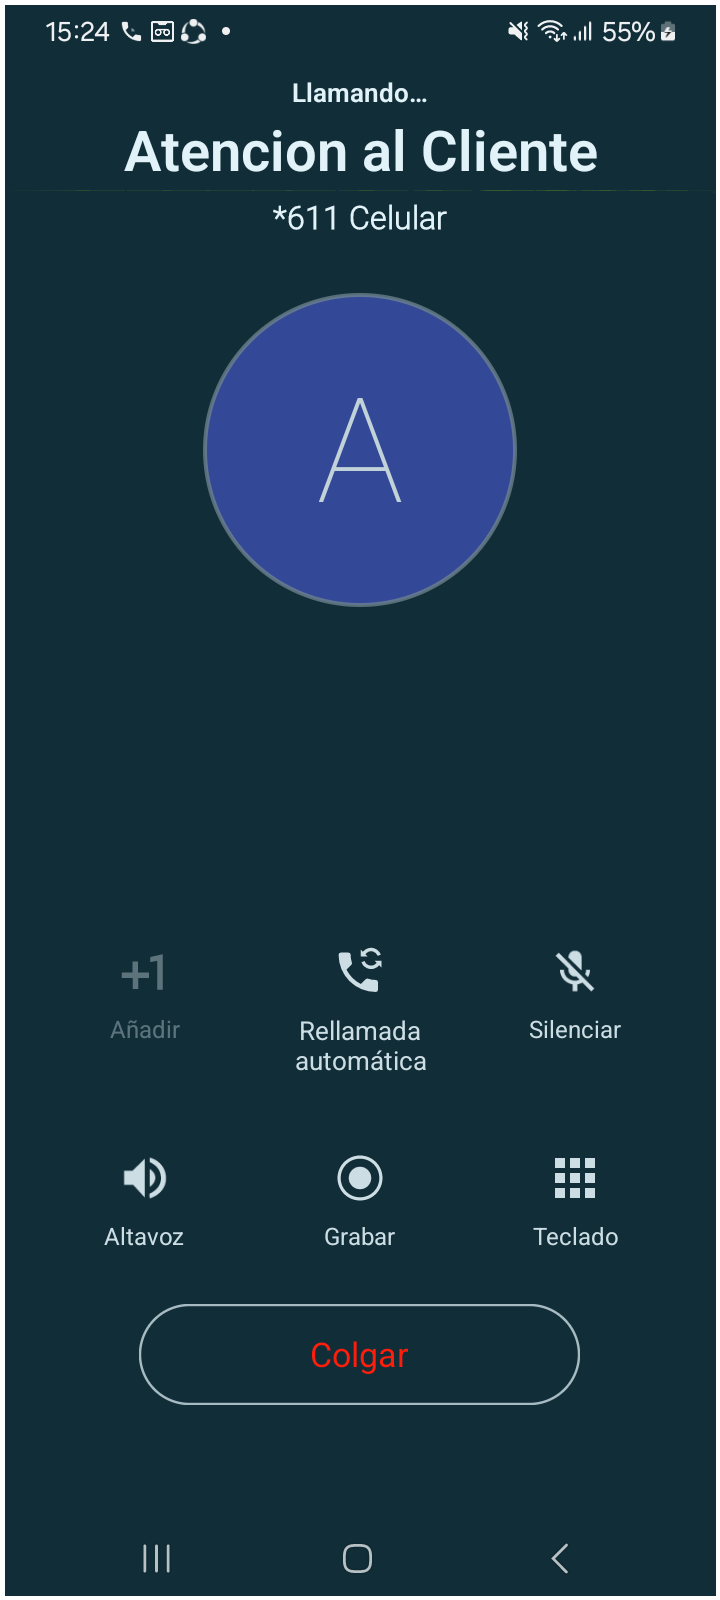 15:24 55%
Llamando...
Atencion al Cliente
*611 Celular
A
+1
Añadir
Rellamada
automática
Silenciar
Altavoz
Grabar
Teclado
Colgar